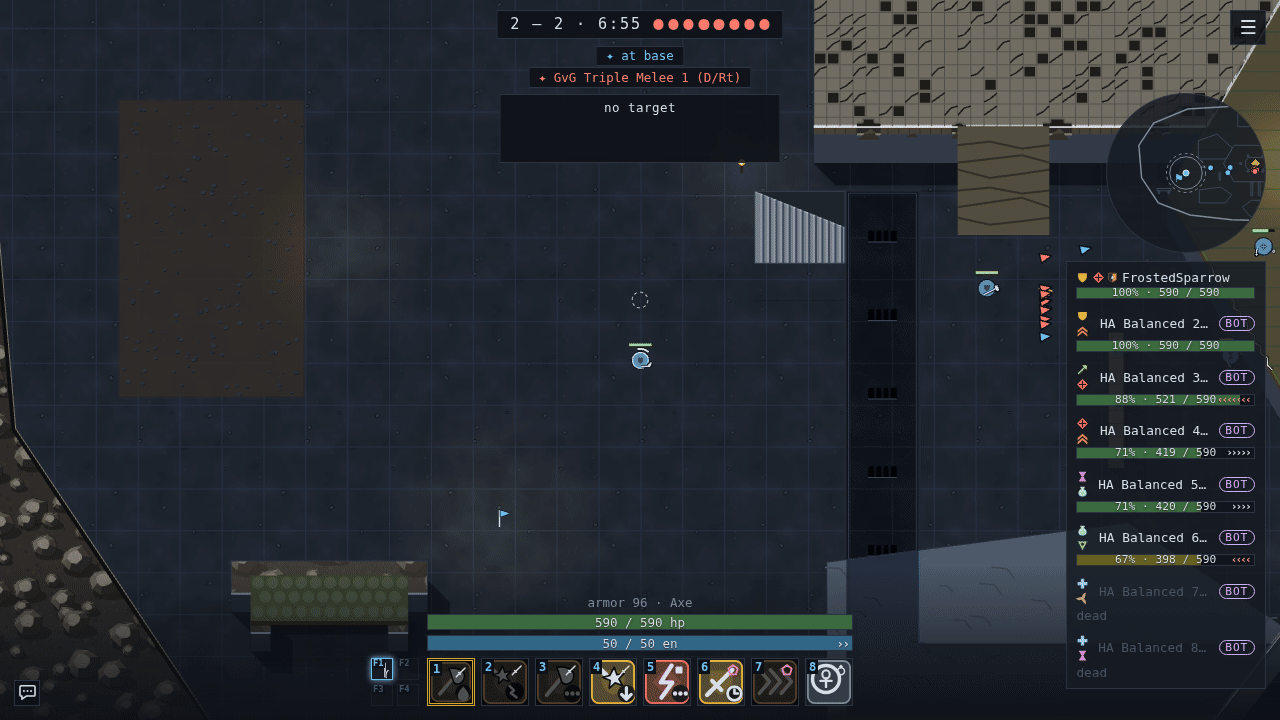 2 – 2 · 6:55
✦ at base
✦ GvG Triple Melee 1 (D/Rt)
no target
FrostedSparrow
100% · 590 / 590
HA Balanced 2… BOT
100% · 590 / 590
HA Balanced 3… BOT
88% · 521 / 590
HA Balanced 4… BOT
71% · 419 / 590
HA Balanced 5… BOT
71% · 420 / 590
HA Balanced 6… BOT
67% · 398 / 590
HA Balanced 7… BOT
dead
HA Balanced 8… BOT
dead
armor 96 · Axe
590 / 590 hp
50 / 50 en
F1 F2
F3 F4
1 2 3 4 5 6 7 8